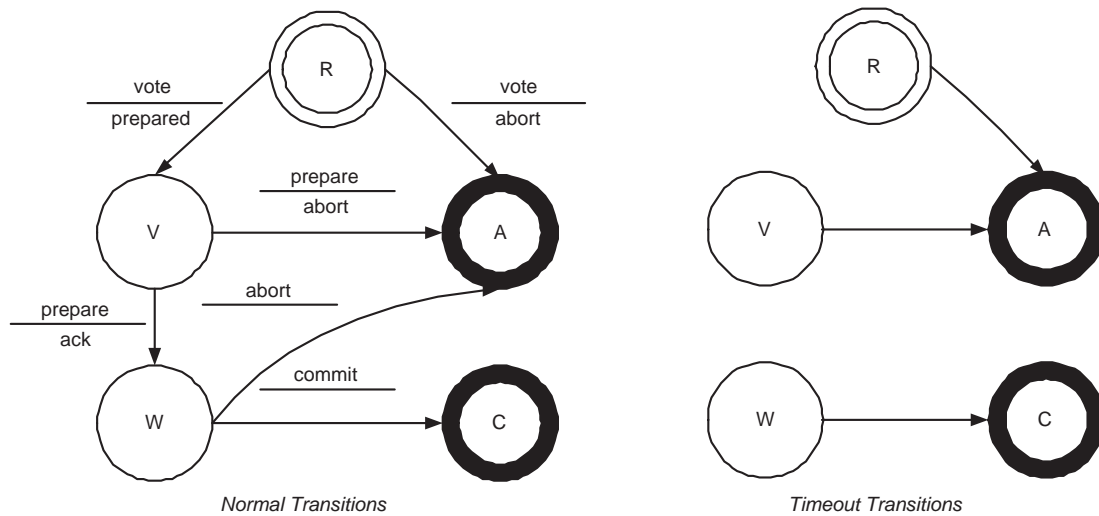 R
vote
prepared
vote
abort
prepare
abort
V
A
abort
prepare
ack
commit
W
C
Normal Transitions
R
V
A
W
C
Timeout Transitions